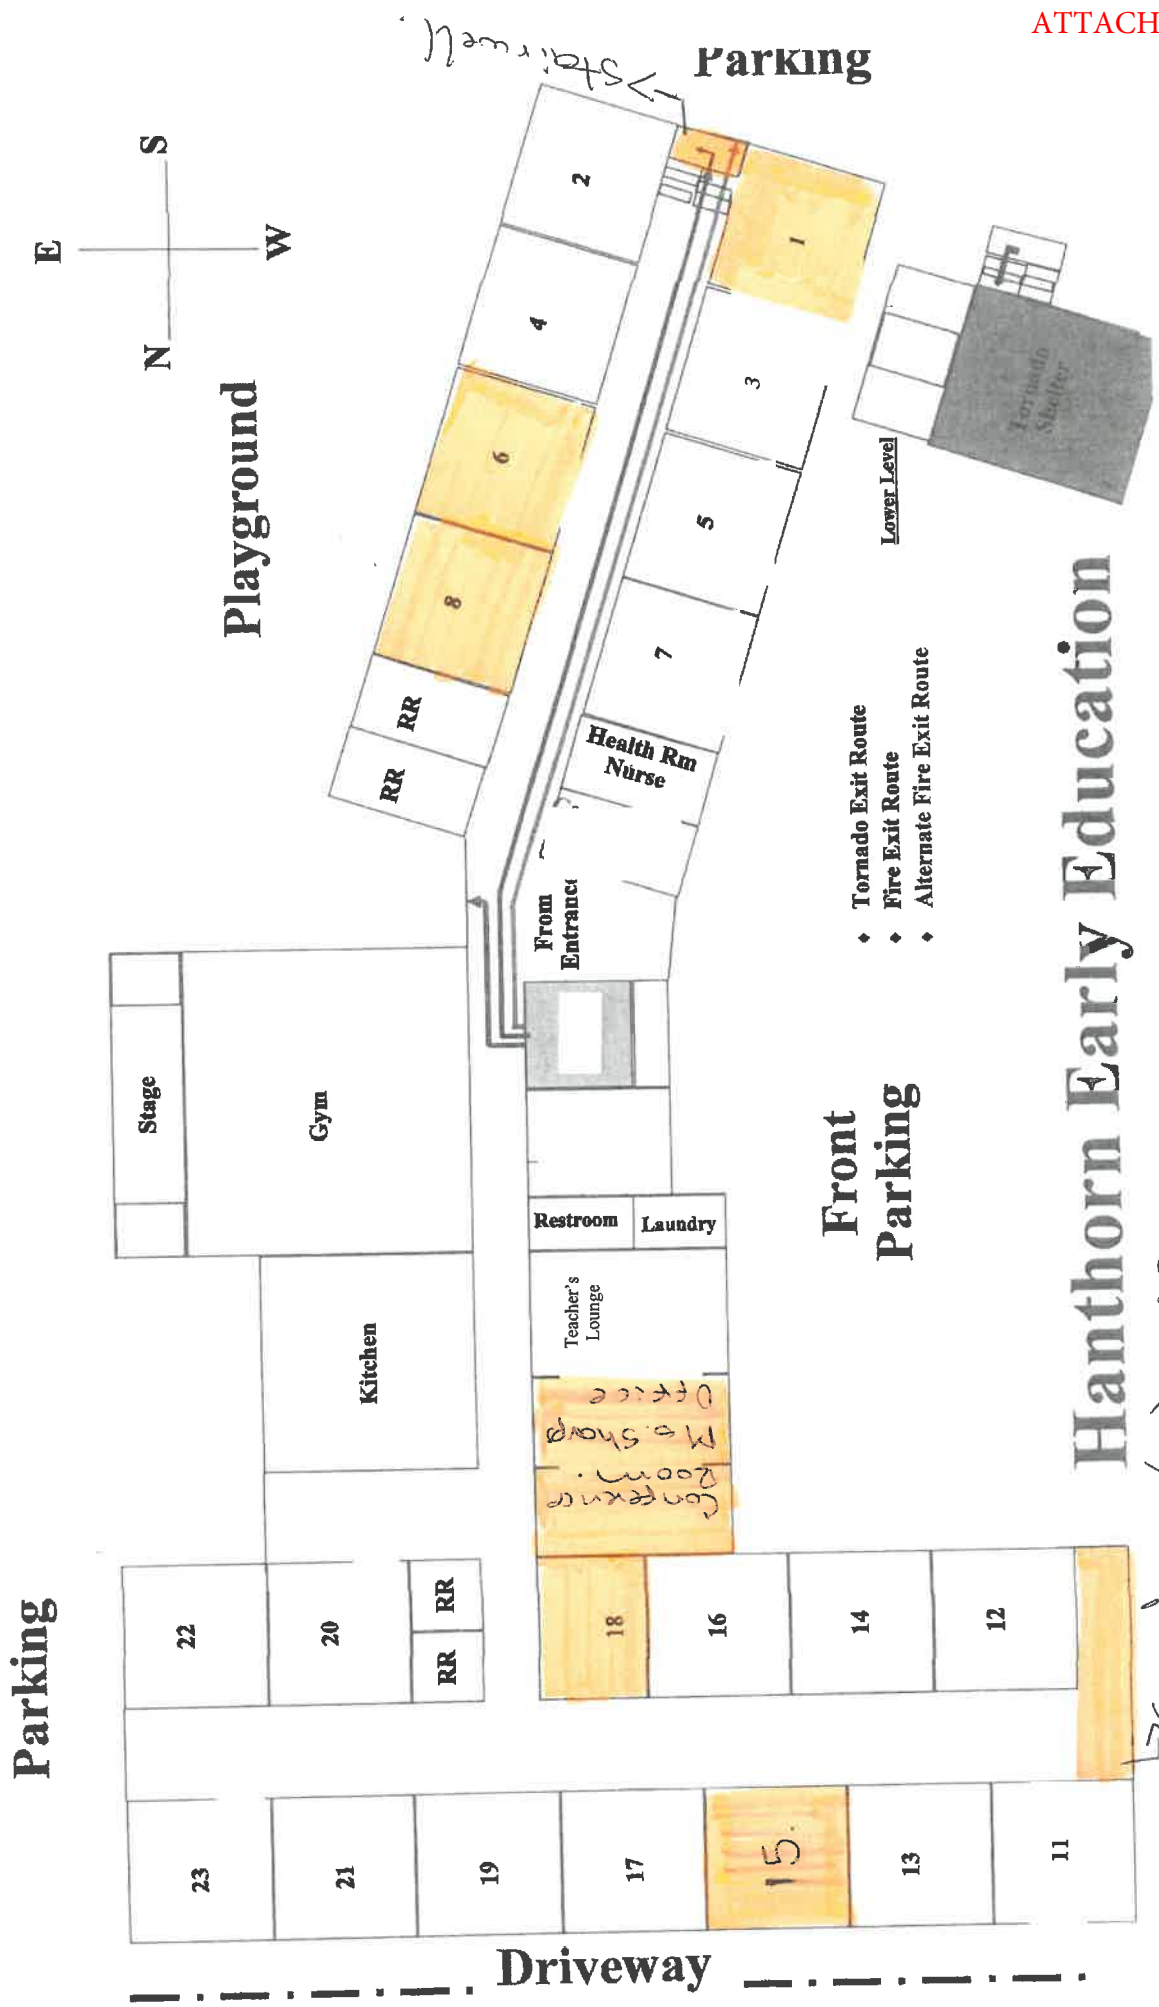 ATTACH
Parking
Stairwell.
E
S
N
W
Playground
2
4
6
8
RR
RR
1
3
5
7
Health Rm
Nurse
Tornado
Shelter
Lower Level
From
Entrance
♦ Tornado Exit Route
♦ Fire Exit Route
♦ Alternate Fire Exit Route
Stage
Gym
Kitchen
Restroom
Laundry
Teacher's
Lounge
Office
Mo. Sharp
Conference
Room.
Front
Parking
Hanthorn Early Education
Parking
22
20
RR
RR
18
16
14
12
23
21
19
17
15.
13
11
Driveway